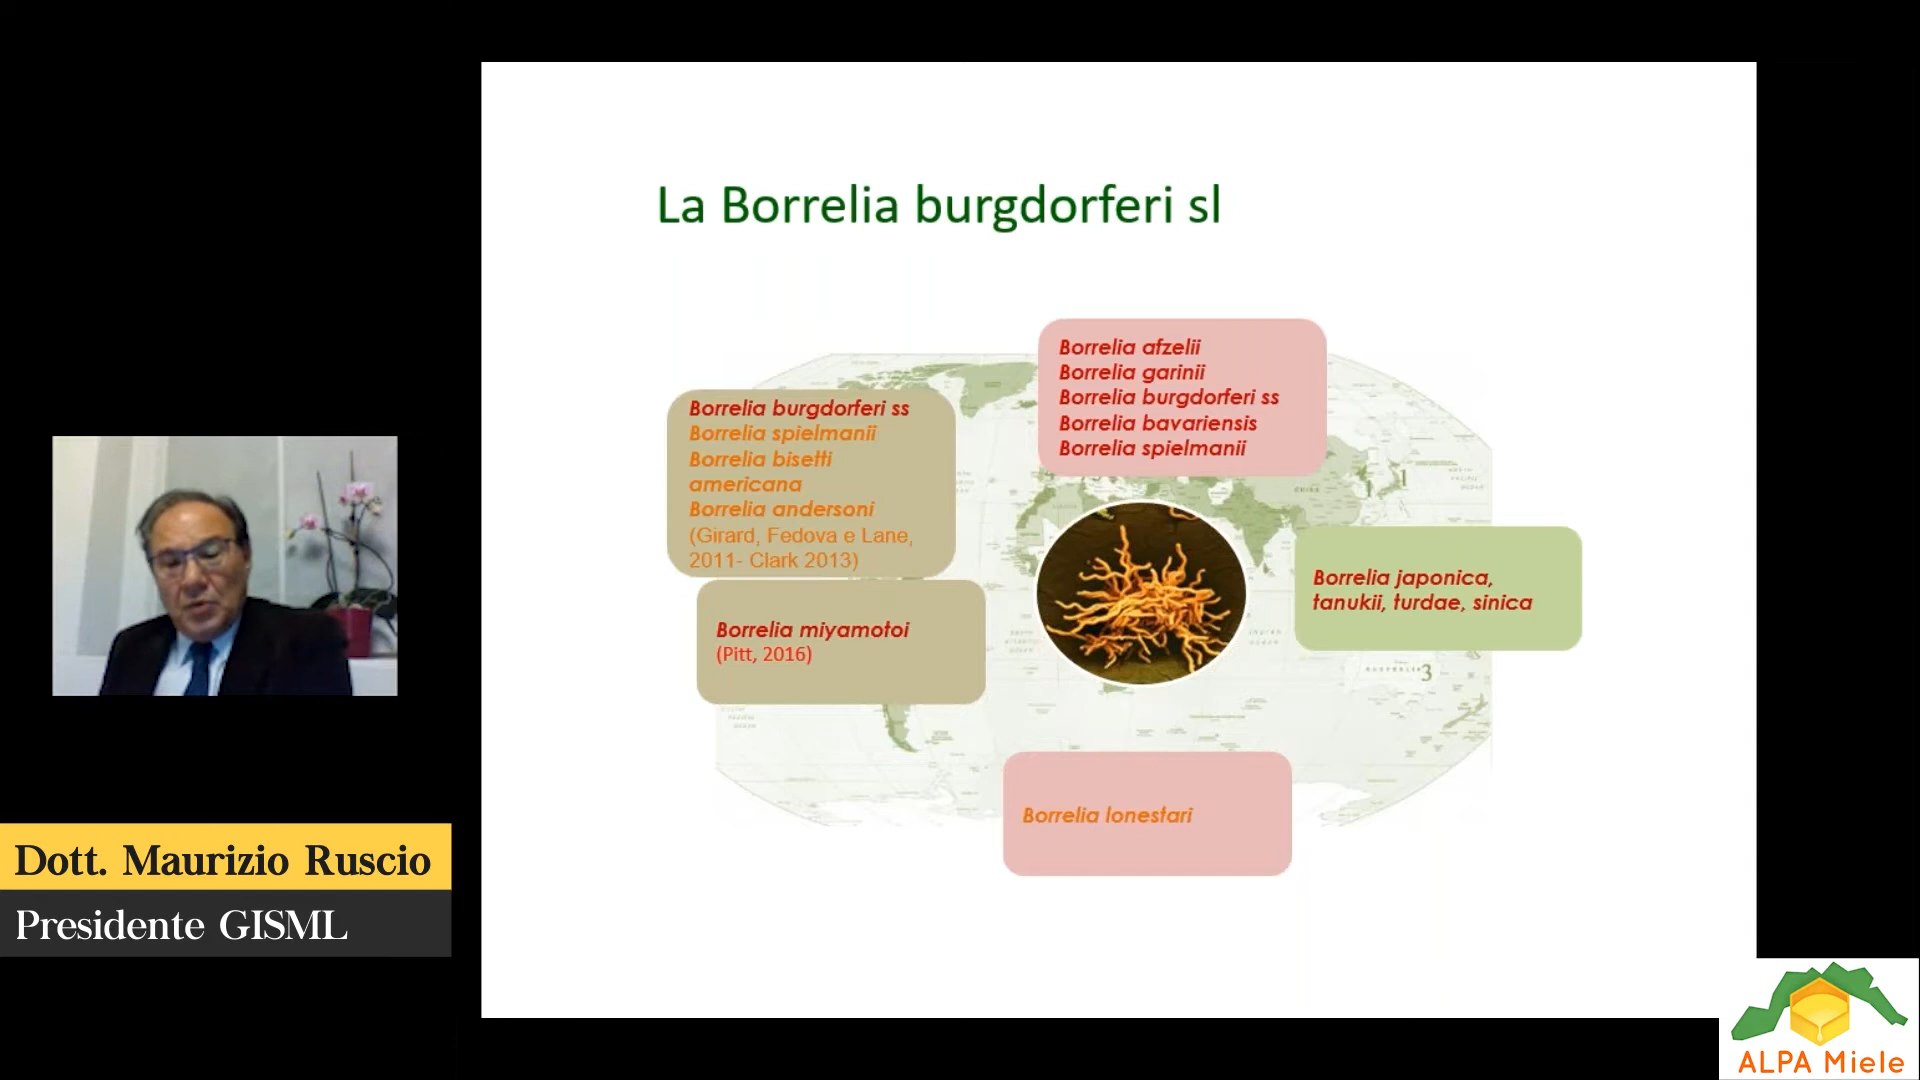 La Borrelia burgdorferi sl
Borrelia afzelii
Borrelia garinii
Borrelia burgdorferi ss
Borrelia bavariensis
Borrelia spielmanii
Borrelia burgdorferi ss
Borrelia spielmanii
Borrelia bisetti
americana
Borrelia andersoni
(Girard, Fedova e Lane,
2011- Clark 2013)
Borrelia miyamotoi
(Pitt, 2016)
Borrelia japonica,
tanukii, turdae, sinica
Borrelia lonestari
Dott. Maurizio Ruscio
Presidente GISML
ALPA Miele